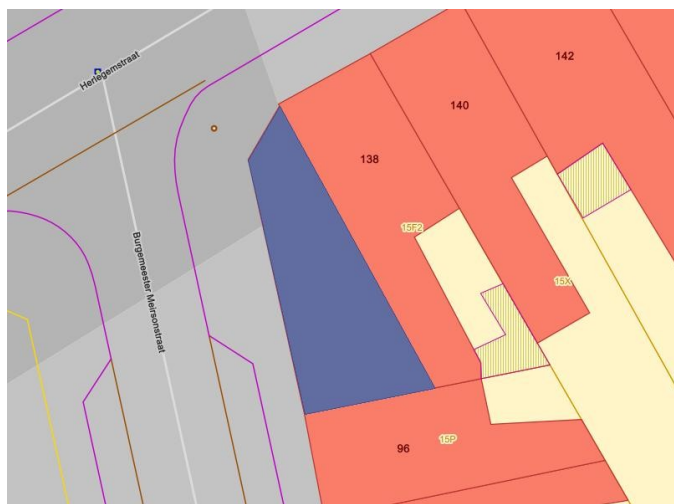 Herlegemstraat
142
140
138
15F2
Burgemeester Meirsonstraat
15X
96
15P